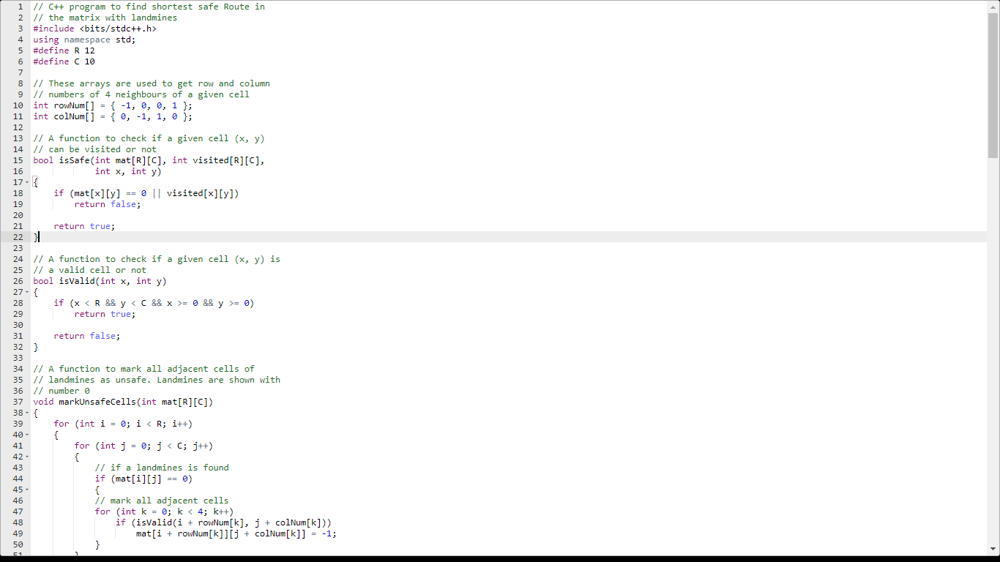 1 // C++ program to find shortest safe Route in
2 // the matrix with landmines
3 #include <bits/stdc++.h>
4 using namespace std;
5 #define R 12
6 #define C 10
7
8 // These arrays are used to get row and column
9 // numbers of 4 neighbours of a given cell
10 int rowNum[] = { -1, 0, 0, 1 };
11 int colNum[] = { 0, -1, 1, 0 };
12
13 // A function to check if a given cell (x, y)
14 // can be visited or not
15 bool isSafe(int mat[R][C], int visited[R][C],
16             int x, int y)
17 {
18     if (mat[x][y] == 0 || visited[x][y])
19         return false;
20
21     return true;
22 }
23
24 // A function to check if a given cell (x, y) is
25 // a valid cell or not
26 bool isValid(int x, int y)
27 {
28     if (x < R && y < C && x >= 0 && y >= 0)
29         return true;
30
31     return false;
32 }
33
34 // A function to mark all adjacent cells of
35 // landmines as unsafe. Landmines are shown with
36 // number 0
37 void markUnsafeCells(int mat[R][C])
38 {
39     for (int i = 0; i < R; i++)
40     {
41         for (int j = 0; j < C; j++)
42         {
43             // if a landmines is found
44             if (mat[i][j] == 0)
45             {
46             // mark all adjacent cells
47             for (int k = 0; k < 4; k++)
48                 if (isValid(i + rowNum[k], j + colNum[k]))
49                     mat[i + rowNum[k]][j + colNum[k]] = -1;
50             }
51         }